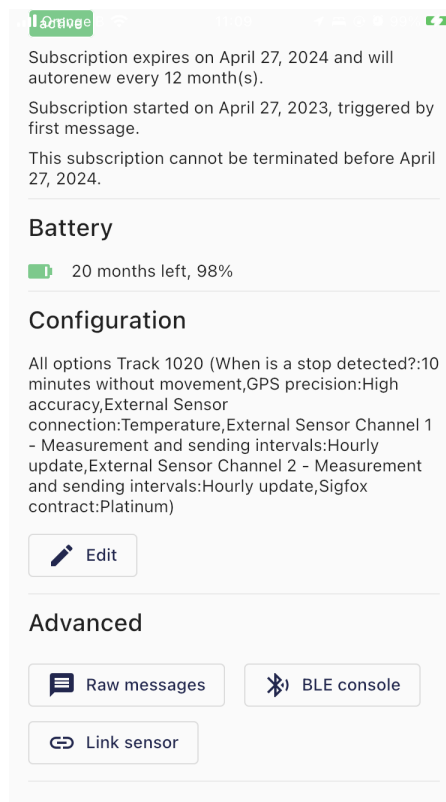 Orange
active
Subscription expires on April 27, 2024 and will
autorenew every 12 month(s).
Subscription started on April 27, 2023, triggered by
first message.
This subscription cannot be terminated before April
27, 2024.
Battery
20 months left, 98%
Configuration
All options Track 1020 (When is a stop detected?:10
minutes without movement,GPS precision:High
accuracy,External Sensor
connection:Temperature,External Sensor Channel 1
- Measurement and sending intervals:Hourly
update,External Sensor Channel 2 - Measurement
and sending intervals:Hourly update,Sigfox
contract:Platinum)
Edit
Advanced
Raw messages
BLE console
Link sensor